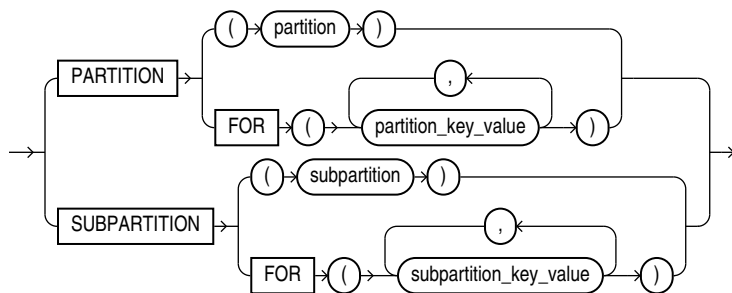 ( partition )
PARTITION
,
FOR ( partition_key_value )
( subpartition )
SUBPARTITION
,
FOR ( subpartition_key_value )